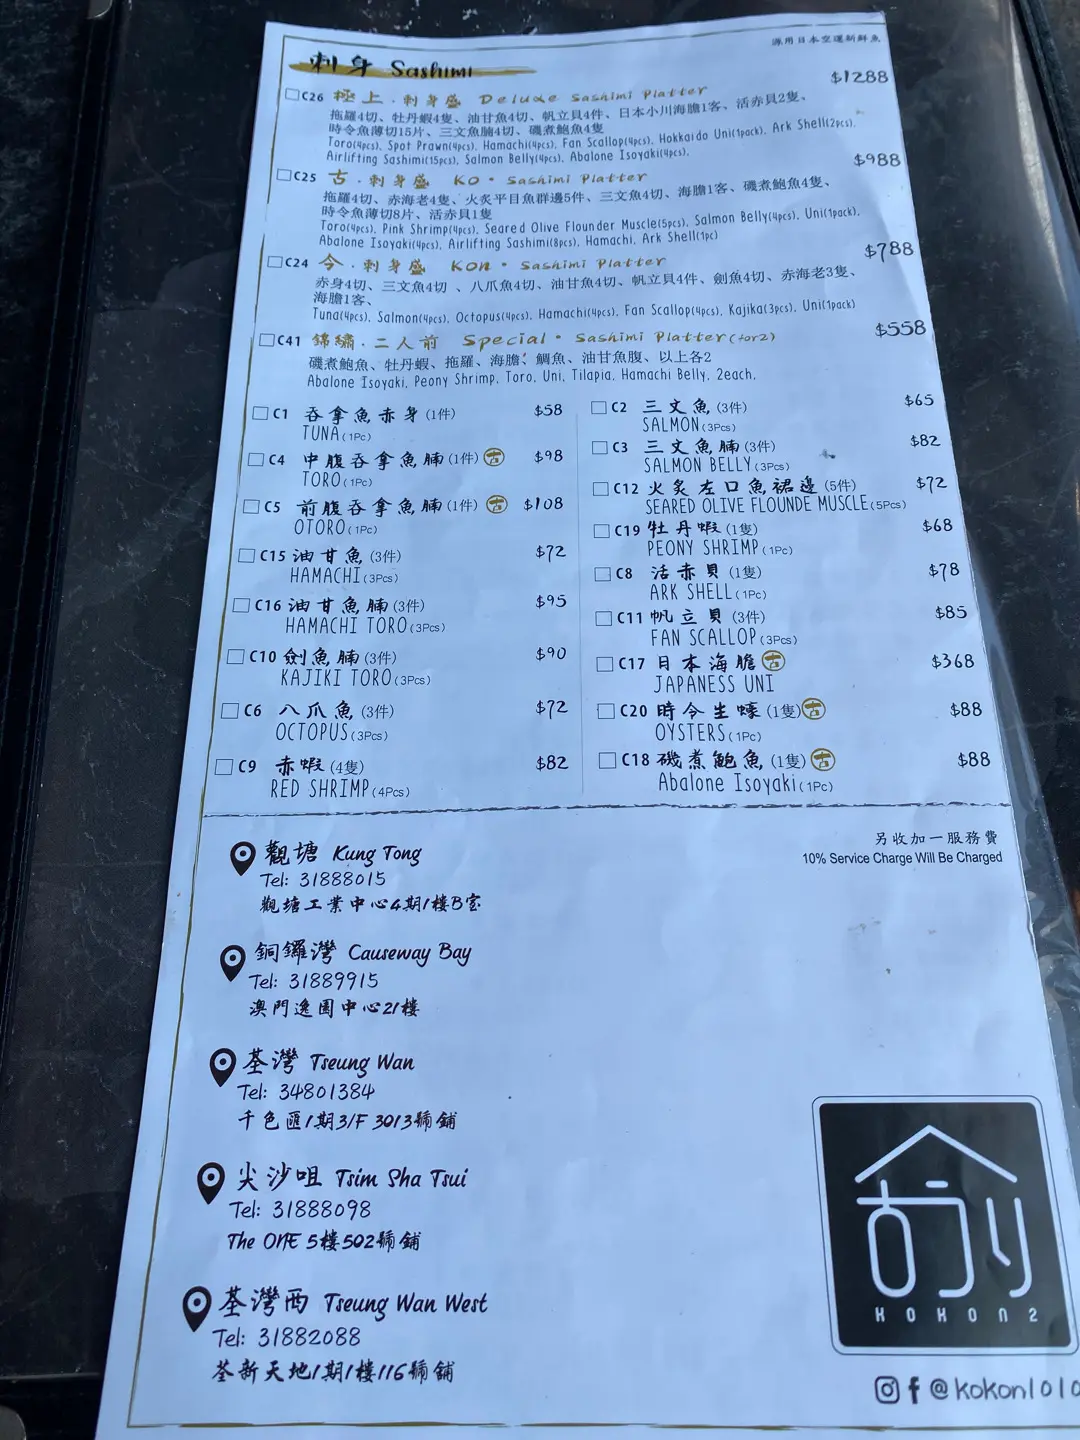 源用日本空運新鮮魚
刺身 Sashimi
C26 極上.刺身盛 Deluxe Sashimi Platter $1288
拖羅4切、牡丹蝦4隻、油甘魚4切、帆立貝4件、日本小川海膽1客、活赤貝2隻、
時令魚薄切15片、三文魚腩4切、磯煮鮑魚4隻
Toro(4pcs), Spot Prawn(4pcs), Hamachi(4pcs), Fan Scallop(4pcs), Hokkaido Uni(1pack), Ark Shell(2pcs),
Airlifting Sashimi(15pcs), Salmon Belly(4pcs), Abalone Isoyaki(4pcs),
C25 古.刺身盛 KO・Sashimi Platter $988
拖羅4切、赤海老4隻、火炙平目魚群邊5件、三文魚4切、海膽1客、磯煮鮑魚4隻、
時令魚薄切8片、活赤貝1隻
Toro(4pcs), Pink Shrimp(4pcs), Seared Olive Flounder Muscle(5pcs), Salmon Belly(4pcs), Uni(1pack),
Abalone Isoyaki(4pcs), Airlifting Sashimi(8pcs), Hamachi, Ark Shell(1pc)
C24 今.刺身盛 Kon・Sashimi Platter $788
赤身4切、三文魚4切 、八爪魚4切、油甘魚4切、帆立貝4件、劍魚4切、赤海老3隻、
海膽1客、
Tuna(4pcs), Salmon(4pcs), Octopus(4pcs), Hamachi(4pcs), Fan Scallop(4pcs), Kajika(3pcs), Uni(1pack)
C41 錦繡.二人前 Special・Sashimi Platter(for2) $558
磯煮鮑魚、牡丹蝦、拖羅、海膽、鯛魚、油甘魚腹、以上各2
Abalone Isoyaki, Peony Shrimp, Toro, Uni, Tilapia, Hamachi Belly, 2each,
C1 吞拿魚赤身(1件) $58
TUNA(1Pc)
C4 中腹吞拿魚腩(1件) 古 $98
TORO(1Pc)
C5 前腹吞拿魚腩(1件) 古 $108
OTORO(1Pc)
C15 油甘魚(3件) $72
HAMACHI(3Pcs)
C16 油甘魚腩(3件) $95
HAMACHI TORO(3Pcs)
C10 劍魚腩(3件) $90
KAJIKI TORO(3Pcs)
C6 八爪魚(3件) $72
OCTOPUS(3Pcs)
C9 赤蝦(4隻) $82
RED SHRIMP(4Pcs)
C2 三文魚(3件) $65
SALMON(3Pcs)
C3 三文魚腩(3件) $82
SALMON BELLY(3Pcs)
C12 火炙左口魚裙邊(5件) $72
SEARED OLIVE FLOUNDE MUSCLE(5Pcs)
C19 牡丹蝦(1隻) $68
PEONY SHRIMP(1Pc)
C8 活赤貝(1隻) $78
ARK SHELL(1Pc)
C11 帆立貝(3件) $85
FAN SCALLOP(3Pcs)
C17 日本海膽 古 $368
JAPANESS UNI
C20 時令生蠔(1隻) 古 $88
OYSTERS(1Pc)
C18 磯煮鮑魚(1隻) 古 $88
Abalone Isoyaki(1Pc)
另收加一服務費
10% Service Charge Will Be Charged
觀塘 Kung Tong
Tel: 31888015
觀塘工業中心4期1樓B室
銅鑼灣 Causeway Bay
Tel: 31889915
澳門逸園中心21樓
荃灣 Tseung Wan
Tel: 34801384
千色匯1期3/F 3013號舖
尖沙咀 Tsim Sha Tsui
Tel: 31888098
The ONE 5樓502號舖
荃灣西 Tseung Wan West
Tel: 31882088
荃新天地1期1樓116號舖
KOKON2
@kokon1010